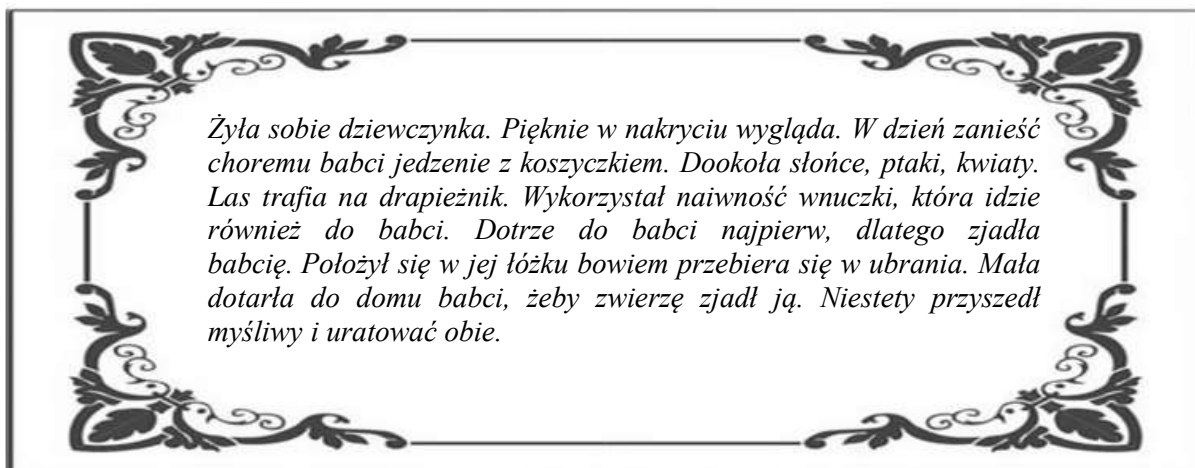 Żyła sobie dziewczynka. Pięknie w nakryciu wygląda. W dzień zanieść
choremu babci jedzenie z koszyczkiem. Dookoła słońce, ptaki, kwiaty.
Las trafia na drapieżnik. Wykorzystał naiwność wnuczki, która idzie
również do babci. Dotrze do babci najpierw, dlatego zjadła
babcię. Położył się w jej łóżku bowiem przebiera się w ubrania. Mała
dotarła do domu babci, żeby zwierzę zjadł ją. Niestety przyszedł
myśliwy i uratować obie.